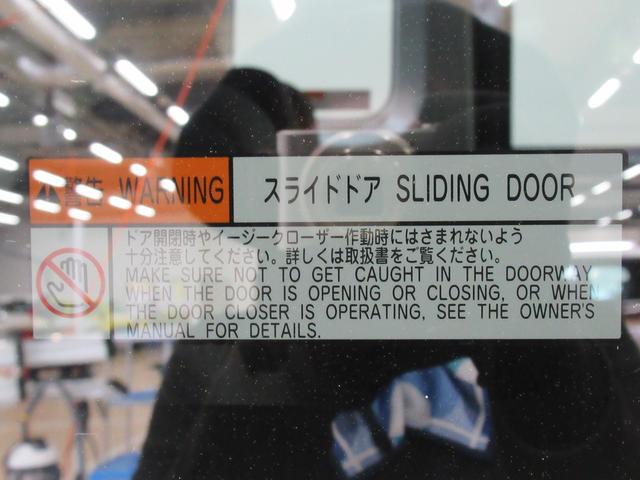 警告 WARNING スライドドア SLIDING DOOR
ドア開閉時やイージークローザー作動時にはさまれないよう
十分注意してください。詳しくは取扱書をご覧ください。
MAKE SURE NOT TO GET CAUGHT IN THE DOORWAY
WHEN THE DOOR IS OPENING OR CLOSING, OR WHEN
THE DOOR CLOSER IS OPERATING, SEE THE OWNER'S
MANUAL FOR DETAILS.